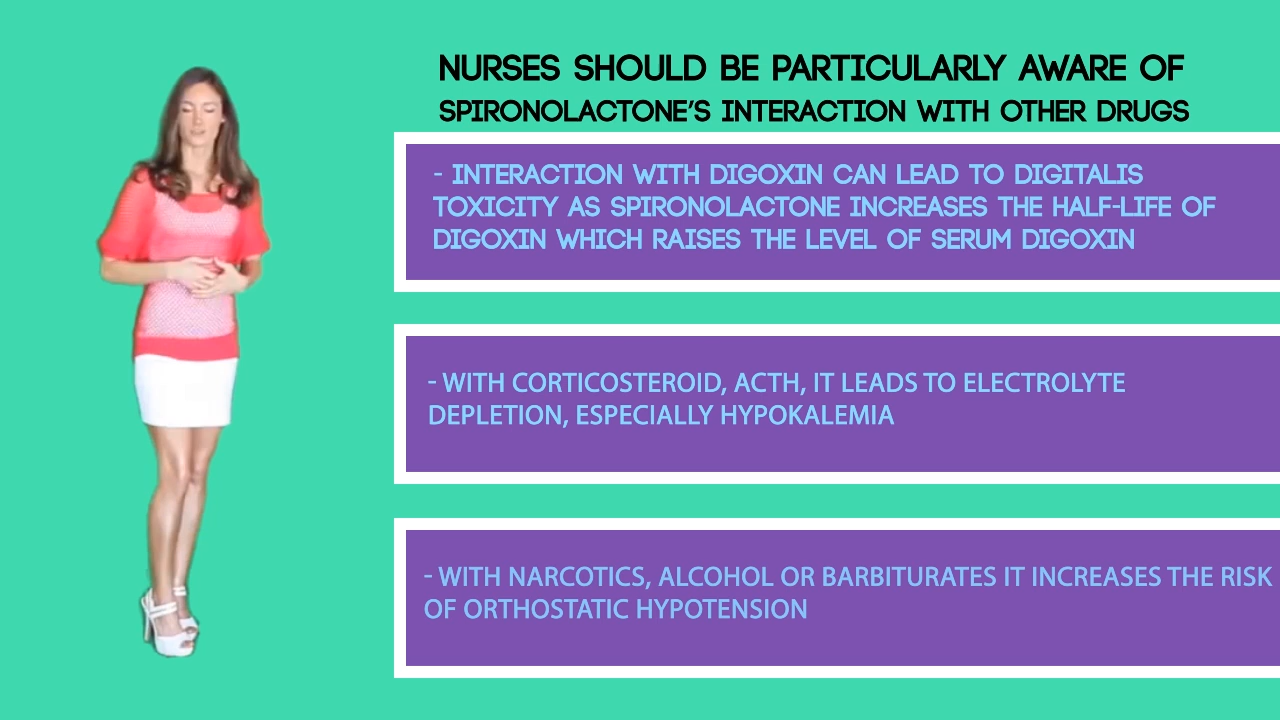 NURSES SHOULD BE PARTICULARLY AWARE OF
SPIRONOLACTONE'S INTERACTION WITH OTHER DRUGS
- INTERACTION WITH DIGOXIN CAN LEAD TO DIGITALIS
TOXICITY AS SPIRONOLACTONE INCREASES THE HALF-LIFE OF
DIGOXIN WHICH RAISES THE LEVEL OF SERUM DIGOXIN
- WITH CORTICOSTEROID, ACTH, IT LEADS TO ELECTROLYTE
DEPLETION, ESPECIALLY HYPOKALEMIA
- WITH NARCOTICS, ALCOHOL OR BARBITURATES IT INCREASES THE RISK
OF ORTHOSTATIC HYPOTENSION